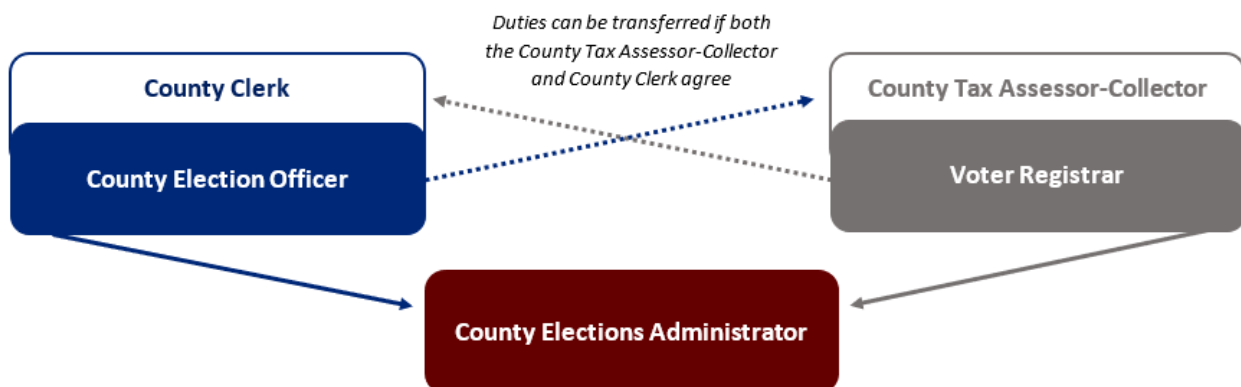 Duties can be transferred if both
the County Tax Assessor-Collector
and County Clerk agree
County Clerk
County Tax Assessor-Collector
County Election Officer
Voter Registrar
County Elections Administrator